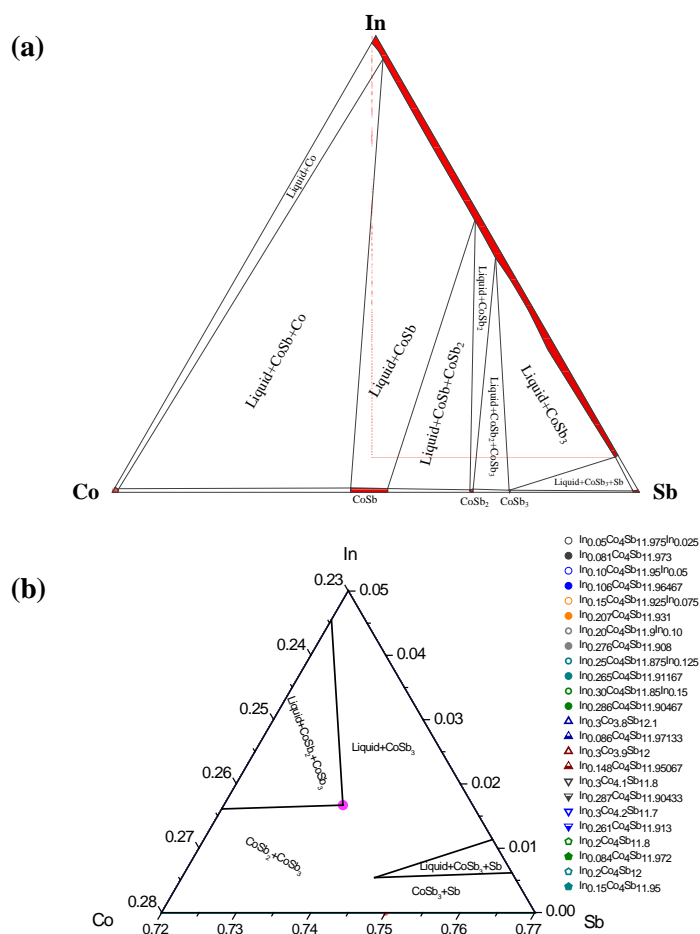 (a)
In
Liquid+Co
Liquid+CoSb+Co
Liquid+CoSb
Liquid+CoSb+CoSb₂
Liquid+CoSb₂
Liquid+CoSb₂+CoSb₃
Liquid+CoSb₃
Liquid+CoSb₃+Sb
Co
Sb
CoSb
CoSb₂
CoSb₃
(b)
In
0.23
0.05
0.24
0.04
0.25
0.03
0.26
0.02
0.27
0.01
0.28
0.00
Liquid+CoSb₂+CoSb₃
Liquid+CoSb₃
CoSb₂+CoSb₃
Liquid+CoSb₃+Sb
CoSb₃+Sb
Co
Sb
0.72
0.73
0.74
0.75
0.76
0.77
In₀.₀₅Co₄Sb₁₁.₉₇₅In₀.₀₂₅
In₀.₀₈₁Co₄Sb₁₁.₉₇₃
In₀.₁₀Co₄Sb₁₁.₉₅In₀.₀₅
In₀.₁₀₆Co₄Sb₁₁.₉₆₄₆₇
In₀.₁₅Co₄Sb₁₁.₉₂₅In₀.₀₇₅
In₀.₂₀₇Co₄Sb₁₁.₉₃₁
In₀.₂₀Co₄Sb₁₁.₉In₀.₁₀
In₀.₂₇₆Co₄Sb₁₁.₉₀₈
In₀.₂₅Co₄Sb₁₁.₈₇₅In₀.₁₂₅
In₀.₂₆₅Co₄Sb₁₁.₉₁₁₆₇
In₀.₃₀Co₄Sb₁₁.₈₅In₀.₁₅
In₀.₂₈₆Co₄Sb₁₁.₉₀₄₆₇
In₀.₃Co₃.₈Sb₁₂.₁
In₀.₀₈₆Co₄Sb₁₁.₉₇₁₃₃
In₀.₃Co₃.₉Sb₁₂
In₀.₁₄₈Co₄Sb₁₁.₉₅₀₆₇
In₀.₃Co₄.₁Sb₁₁.₈
In₀.₂₈₇Co₄Sb₁₁.₉₀₄₃₃
In₀.₃Co₄.₂Sb₁₁.₇
In₀.₂₆₁Co₄Sb₁₁.₉₁₃
In₀.₂Co₄Sb₁₁.₈
In₀.₀₈₄Co₄Sb₁₁.₉₇₂
In₀.₂Co₄Sb₁₂
In₀.₁₅Co₄Sb₁₁.₉₅